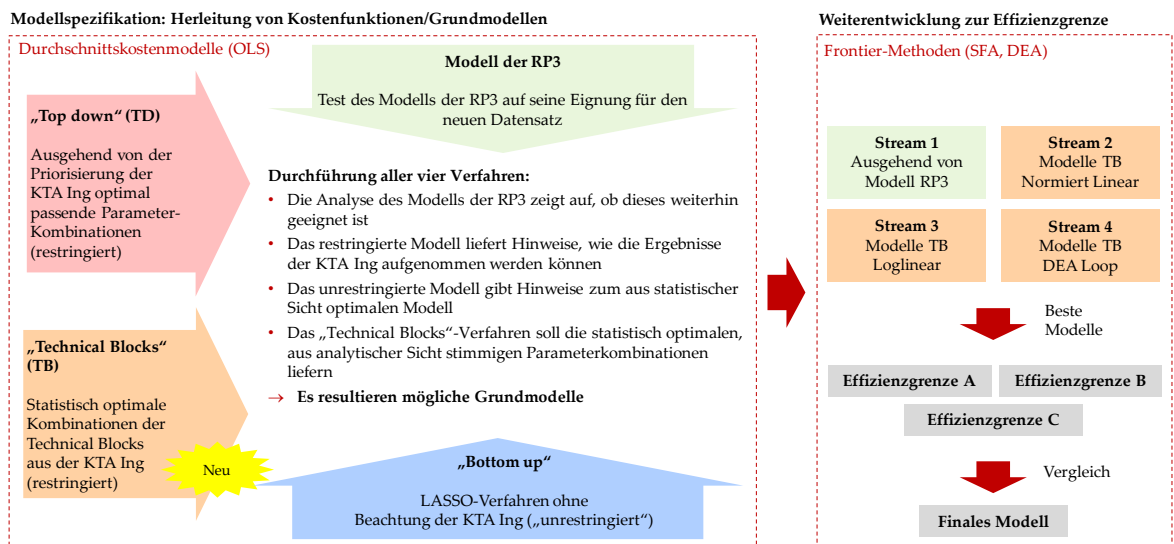 Modellspezifikation: Herleitung von Kostenfunktionen/Grundmodellen
Durchschnittskostenmodelle (OLS)
„Top down“ (TD)
Ausgehend von der
Priorisierung der
KTA Ing optimal
passende Parameter-
Kombinationen
(restringiert)
„Technical Blocks“
(TB)
Statistisch optimale
Kombinationen der
Technical Blocks
aus der KTA Ing
(restringiert)
Neu
Modell der RP3
Test des Modells der RP3 auf seine Eignung für den
neuen Datensatz
Durchführung aller vier Verfahren:
• Die Analyse des Modells der RP3 zeigt auf, ob dieses weiterhin
geeignet ist
• Das restringierte Modell liefert Hinweise, wie die Ergebnisse
der KTA Ing aufgenommen werden können
• Das unrestringierte Modell gibt Hinweise zum aus statistischer
Sicht optimalen Modell
• Das „Technical Blocks“-Verfahren soll die statistisch optimalen,
aus analytischer Sicht stimmigen Parameterkombinationen
liefern
→ Es resultieren mögliche Grundmodelle
„Bottom up“
LASSO-Verfahren ohne
Beachtung der KTA Ing („unrestringiert“)
Weiterentwicklung zur Effizienzgrenze
Frontier-Methoden (SFA, DEA)
Stream 1
Ausgehend von
Modell RP3
Stream 2
Modelle TB
Normiert Linear
Stream 3
Modelle TB
Loglinear
Stream 4
Modelle TB
DEA Loop
Beste
Modelle
Effizienzgrenze A
Effizienzgrenze B
Effizienzgrenze C
Vergleich
Finales Modell